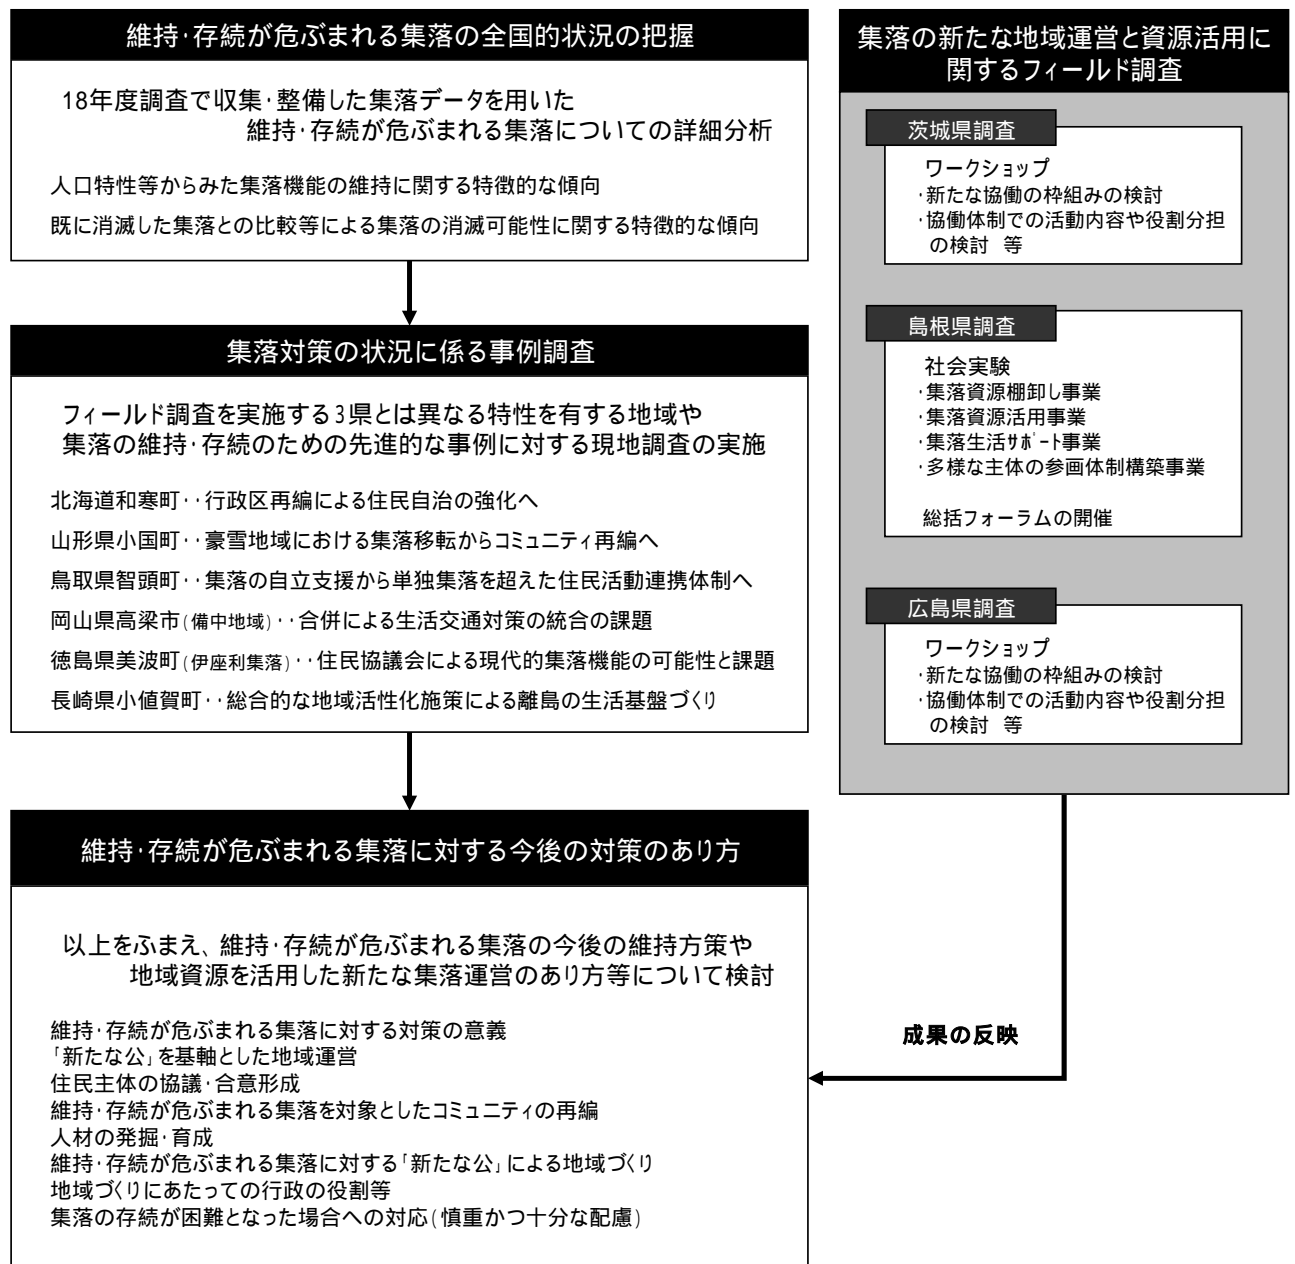 維持・存続が危ぶまれる集落の全国的状況の把握
18年度調査で収集・整備した集落データを用いた
維持・存続が危ぶまれる集落についての詳細分析
人口特性等からみた集落機能の維持に関する特徴的な傾向
既に消滅した集落との比較等による集落の消滅可能性に関する特徴的な傾向
集落対策の状況に係る事例調査
フィールド調査を実施する3県とは異なる特性を有する地域や
集落の維持・存続のための先進的な事例に対する現地調査の実施
北海道和寒町・・行政区再編による住民自治の強化へ
山形県小国町・・豪雪地域における集落移転からコミュニティ再編へ
鳥取県智頭町・・集落の自立支援から単独集落を超えた住民活動連携体制へ
岡山県高梁市(備中地域)・・合併による生活交通対策の統合の課題
徳島県美波町(伊座利集落)・・住民協議会による現代的集落機能の可能性と課題
長崎県小値賀町・・総合的な地域活性化施策による離島の生活基盤づくり
維持・存続が危ぶまれる集落に対する今後の対策のあり方
以上をふまえ、維持・存続が危ぶまれる集落の今後の維持方策や
地域資源を活用した新たな集落運営のあり方等について検討
維持・存続が危ぶまれる集落に対する対策の意義
「新たな公」を基軸とした地域運営
住民主体の協議・合意形成
維持・存続が危ぶまれる集落を対象としたコミュニティの再編
人材の発掘・育成
維持・存続が危ぶまれる集落に対する「新たな公」による地域づくり
地域づくりにあたっての行政の役割等
集落の存続が困難となった場合への対応(慎重かつ十分な配慮)
集落の新たな地域運営と資源活用に
関するフィールド調査
茨城県調査
ワークショップ
・新たな協働の枠組みの検討
・協働体制での活動内容や役割分担
の検討 等
島根県調査
社会実験
・集落資源棚卸し事業
・集落資源活用事業
・集落生活ｻﾎﾟｰﾄ事業
・多様な主体の参画体制構築事業
総括フォーラムの開催
広島県調査
ワークショップ
・新たな協働の枠組みの検討
・協働体制での活動内容や役割分担
の検討 等
成果の反映